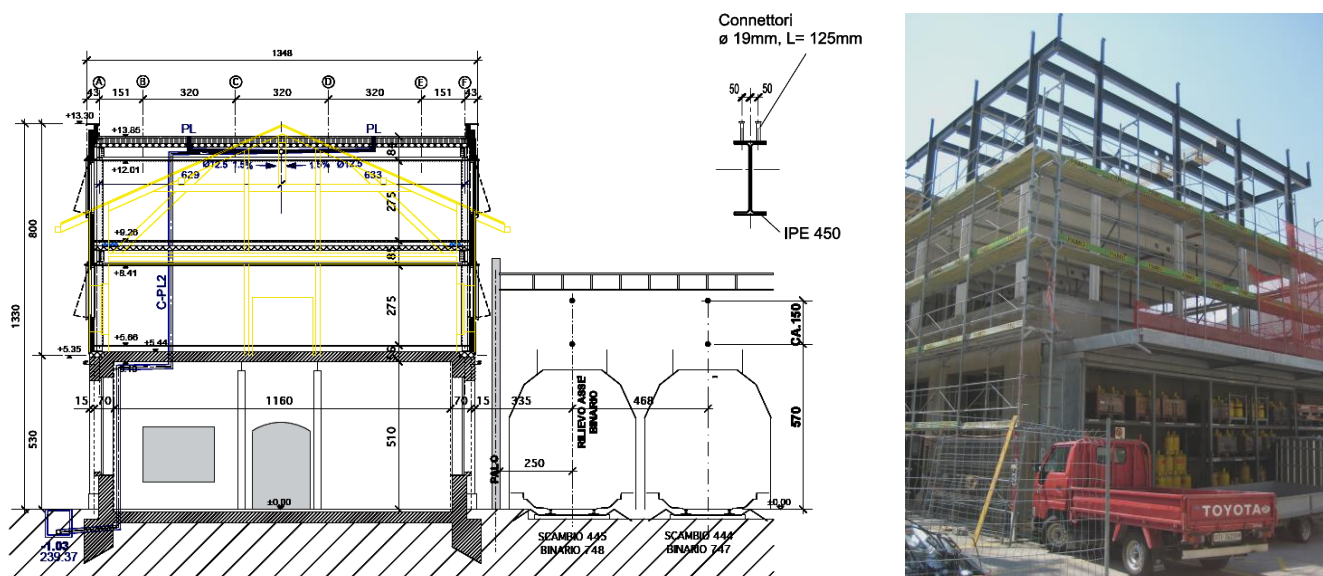 Connettori
ø 19mm, L= 125mm
50 50
IPE 450
1348
A B C D E F
43 151 320 320 320 151 43
+13.30
+13.85
PL PL
Ø12.5 1.5% 1.5% Ø12.5
+12.01
629 633
275
800
+9.26
+8.41
C-PL2
275
1330
+5.66
+5.44
+5.35
15 70 1160 70 15 335 468
530
510
RILIEVO ASSE
BINARIO
PALO
250
CA.150
570
±0.00 ±0.00
-1.03
239.37
SCAMBIO 445 SCAMBIO 444
BINARIO 748 BINARIO 747
TOYOTA